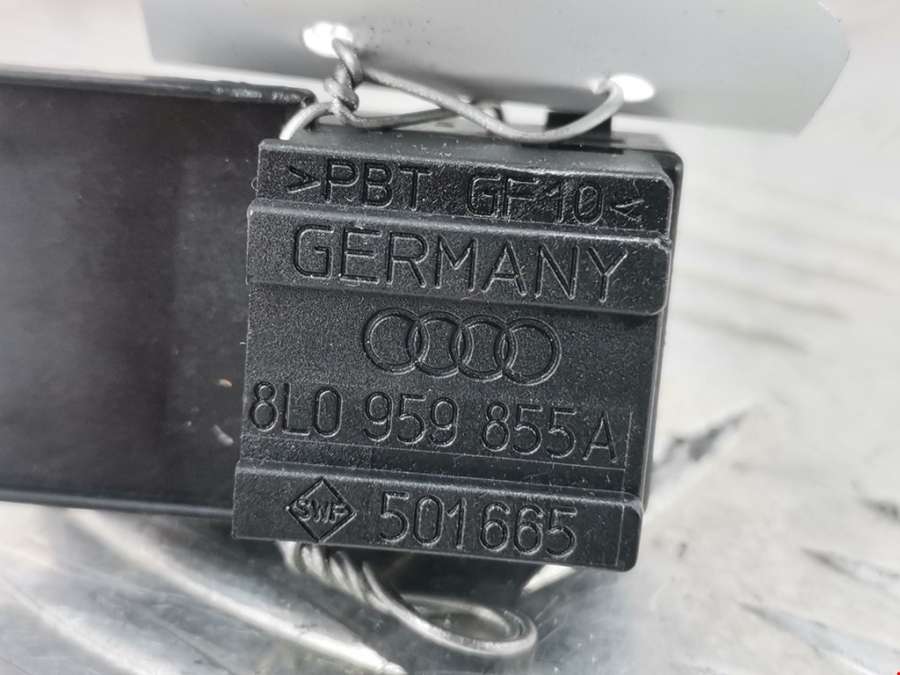 >PBT GF10<
GERMANY
8L0 959 855A
SWF 501665